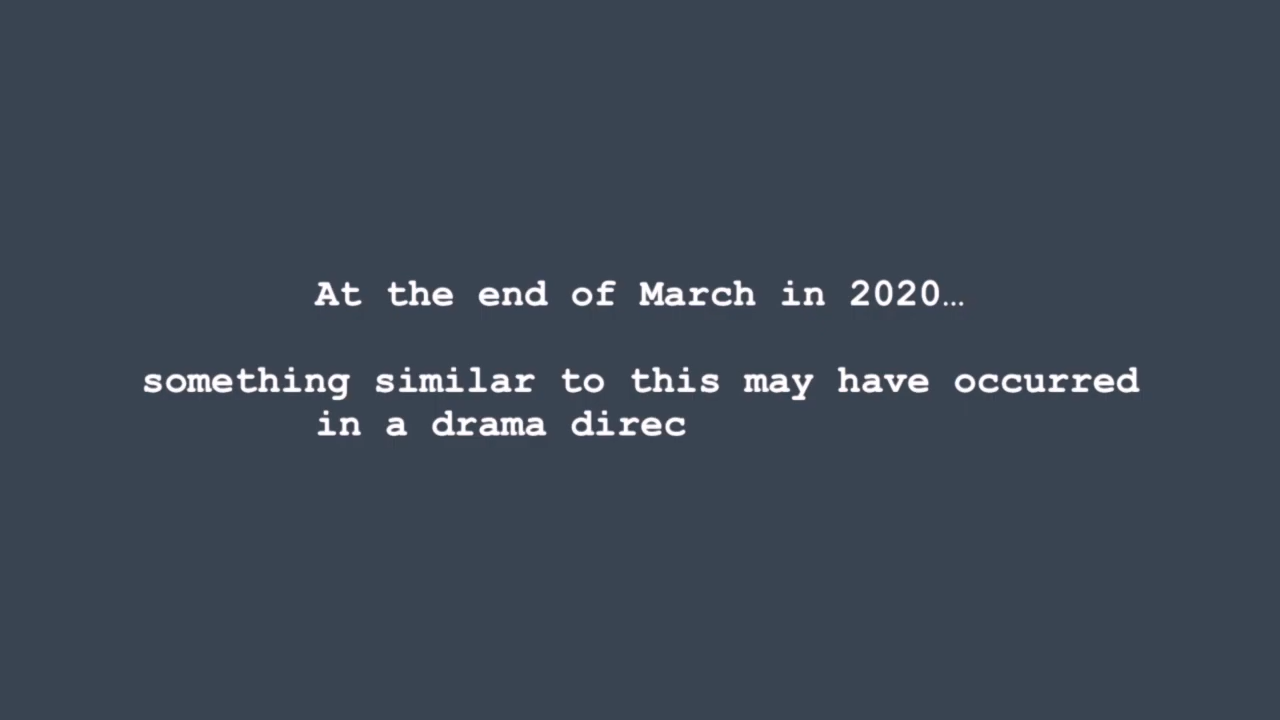 At the end of March in 2020…
something similar to this may have occurred
in a drama direc